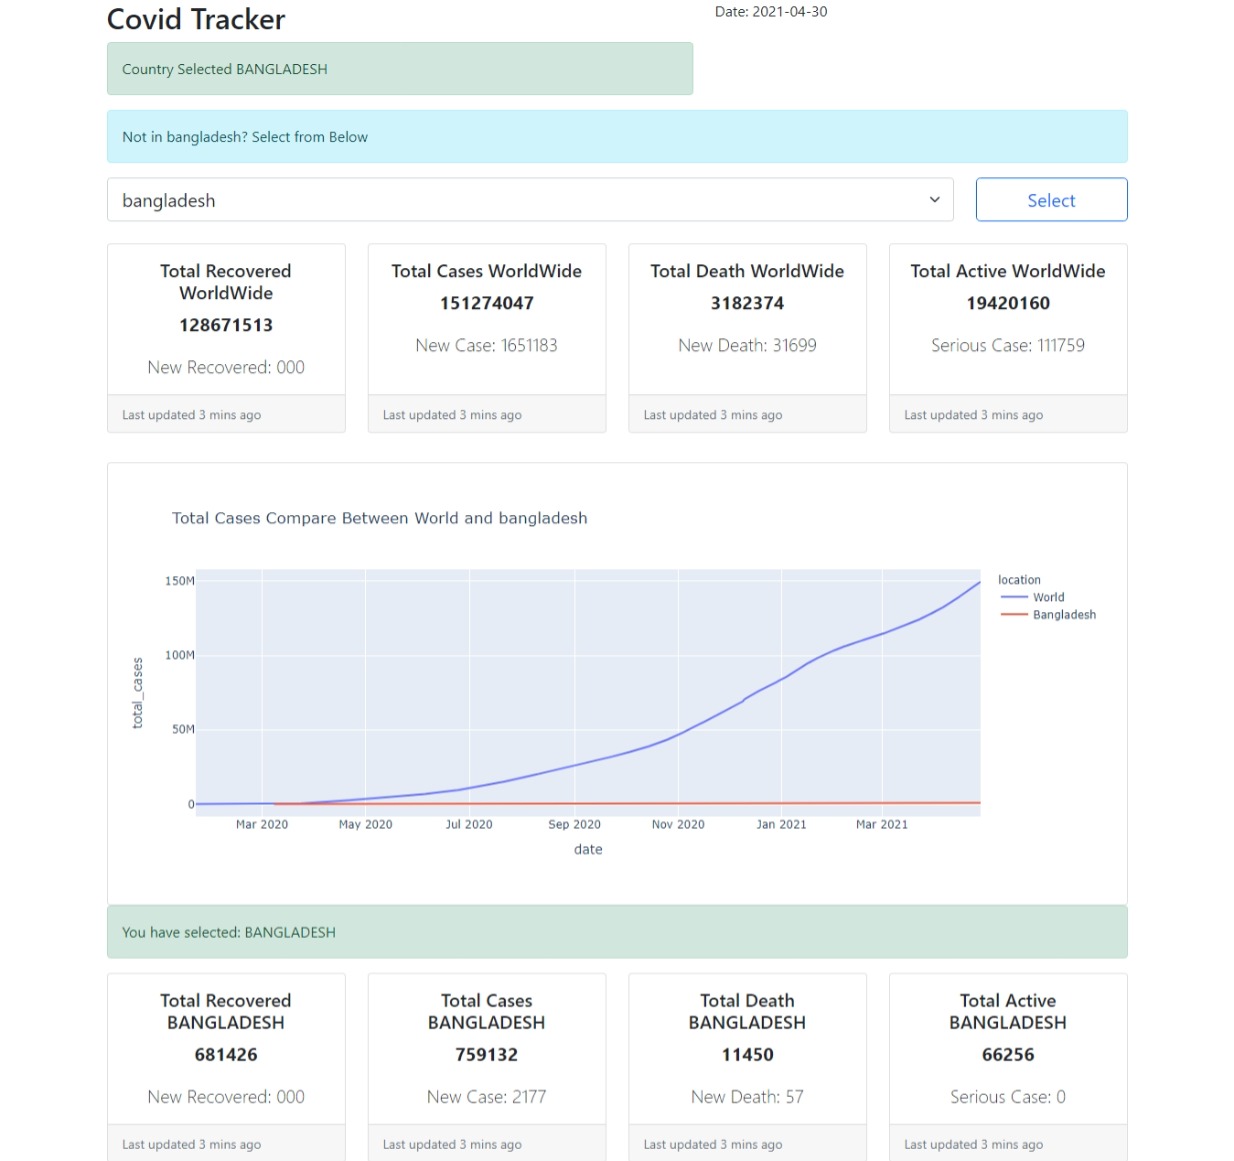 Covid Tracker
Date: 2021-04-30
Country Selected BANGLADESH
Not in bangladesh? Select from Below
bangladesh
Select
Total Recovered
WorldWide
128671513
New Recovered: 000
Last updated 3 mins ago
Total Cases WorldWide
151274047
New Case: 1651183
Last updated 3 mins ago
Total Death WorldWide
3182374
New Death: 31699
Last updated 3 mins ago
Total Active WorldWide
19420160
Serious Case: 111759
Last updated 3 mins ago
Total Cases Compare Between World and bangladesh
150M
100M
50M
0
total_cases
Mar 2020
May 2020
Jul 2020
Sep 2020
Nov 2020
Jan 2021
Mar 2021
date
location
World
Bangladesh
You have selected: BANGLADESH
Total Recovered
BANGLADESH
681426
New Recovered: 000
Last updated 3 mins ago
Total Cases
BANGLADESH
759132
New Case: 2177
Last updated 3 mins ago
Total Death
BANGLADESH
11450
New Death: 57
Last updated 3 mins ago
Total Active
BANGLADESH
66256
Serious Case: 0
Last updated 3 mins ago